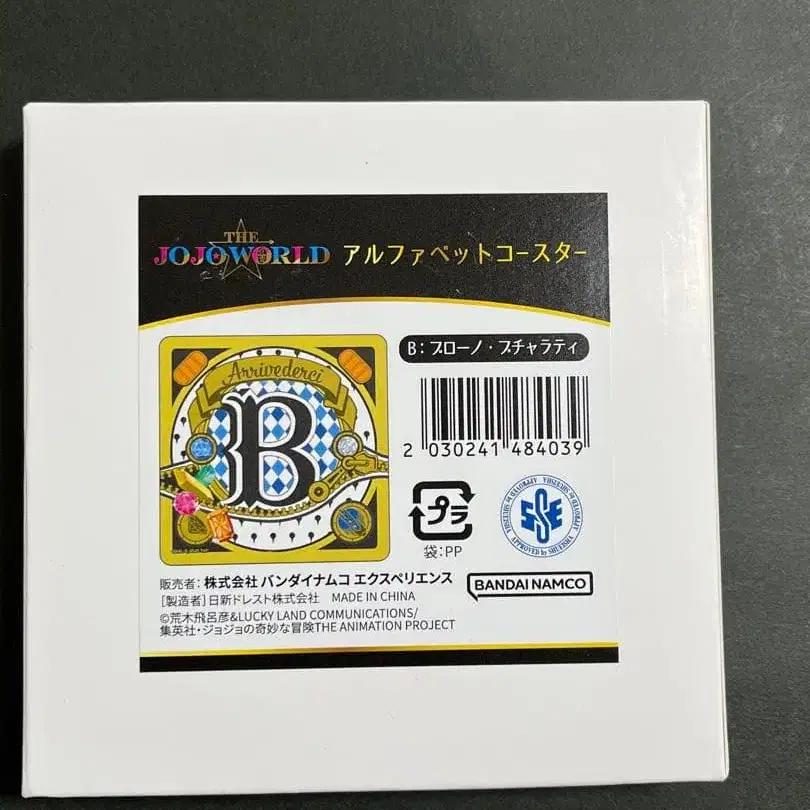 THE
JOJOWORLD アルファベットコースター
B：ブローノ・ブチャラティ
Arrivederci
B
2 030241 484039
プラ
袋：PP
SSE
APPROVED by SHUEISHA
販売者：株式会社 バンダイナムコ エクスペリエンス
BANDAI NAMCO
［製造者］日新ドレスト株式会社 MADE IN CHINA
©荒木飛呂彦&LUCKY LAND COMMUNICATIONS/
集英社・ジョジョの奇妙な冒険THE ANIMATION PROJECT